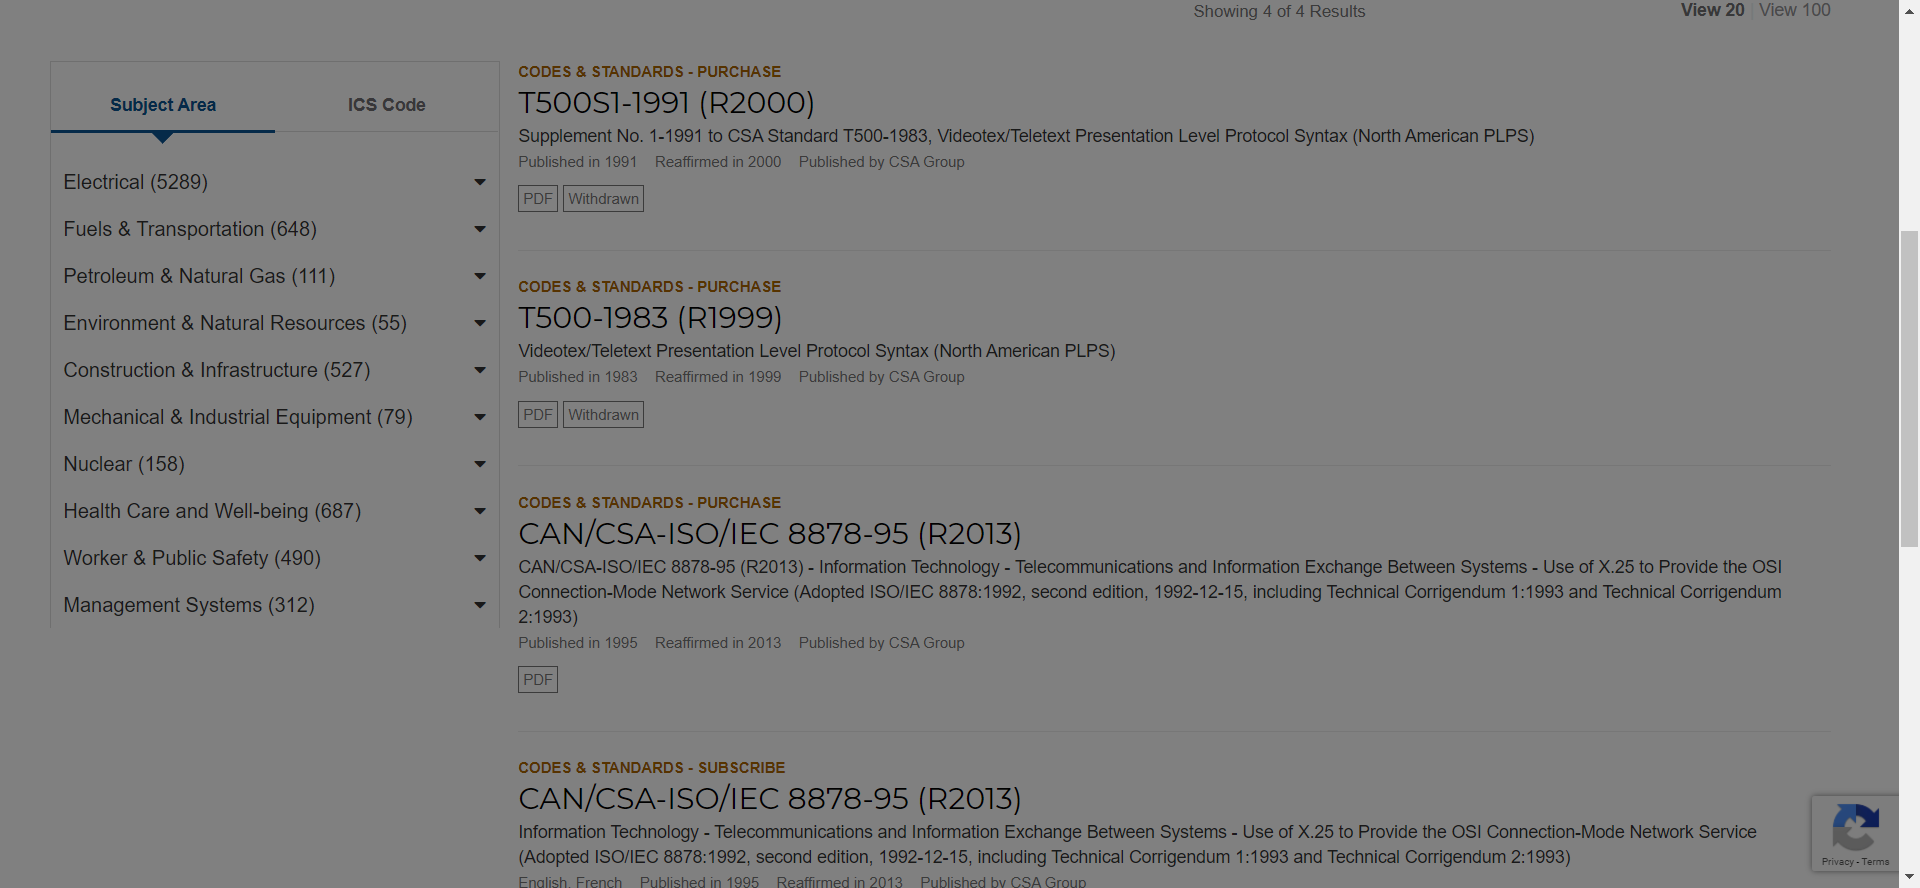 Showing 4 of 4 Results
View 20 | View 100
Subject Area
ICS Code
Electrical (5289)
Fuels & Transportation (648)
Petroleum & Natural Gas (111)
Environment & Natural Resources (55)
Construction & Infrastructure (527)
Mechanical & Industrial Equipment (79)
Nuclear (158)
Health Care and Well-being (687)
Worker & Public Safety (490)
Management Systems (312)
CODES & STANDARDS - PURCHASE
T500S1-1991 (R2000)
Supplement No. 1-1991 to CSA Standard T500-1983, Videotex/Teletext Presentation Level Protocol Syntax (North American PLPS)
Published in 1991 Reaffirmed in 2000 Published by CSA Group
PDF Withdrawn
CODES & STANDARDS - PURCHASE
T500-1983 (R1999)
Videotex/Teletext Presentation Level Protocol Syntax (North American PLPS)
Published in 1983 Reaffirmed in 1999 Published by CSA Group
PDF Withdrawn
CODES & STANDARDS - PURCHASE
CAN/CSA-ISO/IEC 8878-95 (R2013)
CAN/CSA-ISO/IEC 8878-95 (R2013) - Information Technology - Telecommunications and Information Exchange Between Systems - Use of X.25 to Provide the OSI
Connection-Mode Network Service (Adopted ISO/IEC 8878:1992, second edition, 1992-12-15, including Technical Corrigendum 1:1993 and Technical Corrigendum
2:1993)
Published in 1995 Reaffirmed in 2013 Published by CSA Group
PDF
CODES & STANDARDS - SUBSCRIBE
CAN/CSA-ISO/IEC 8878-95 (R2013)
Information Technology - Telecommunications and Information Exchange Between Systems - Use of X.25 to Provide the OSI Connection-Mode Network Service
(Adopted ISO/IEC 8878:1992, second edition, 1992-12-15, including Technical Corrigendum 1:1993 and Technical Corrigendum 2:1993)
English, French Published in 1995 Reaffirmed in 2013 Published by CSA Group
Privacy - Terms